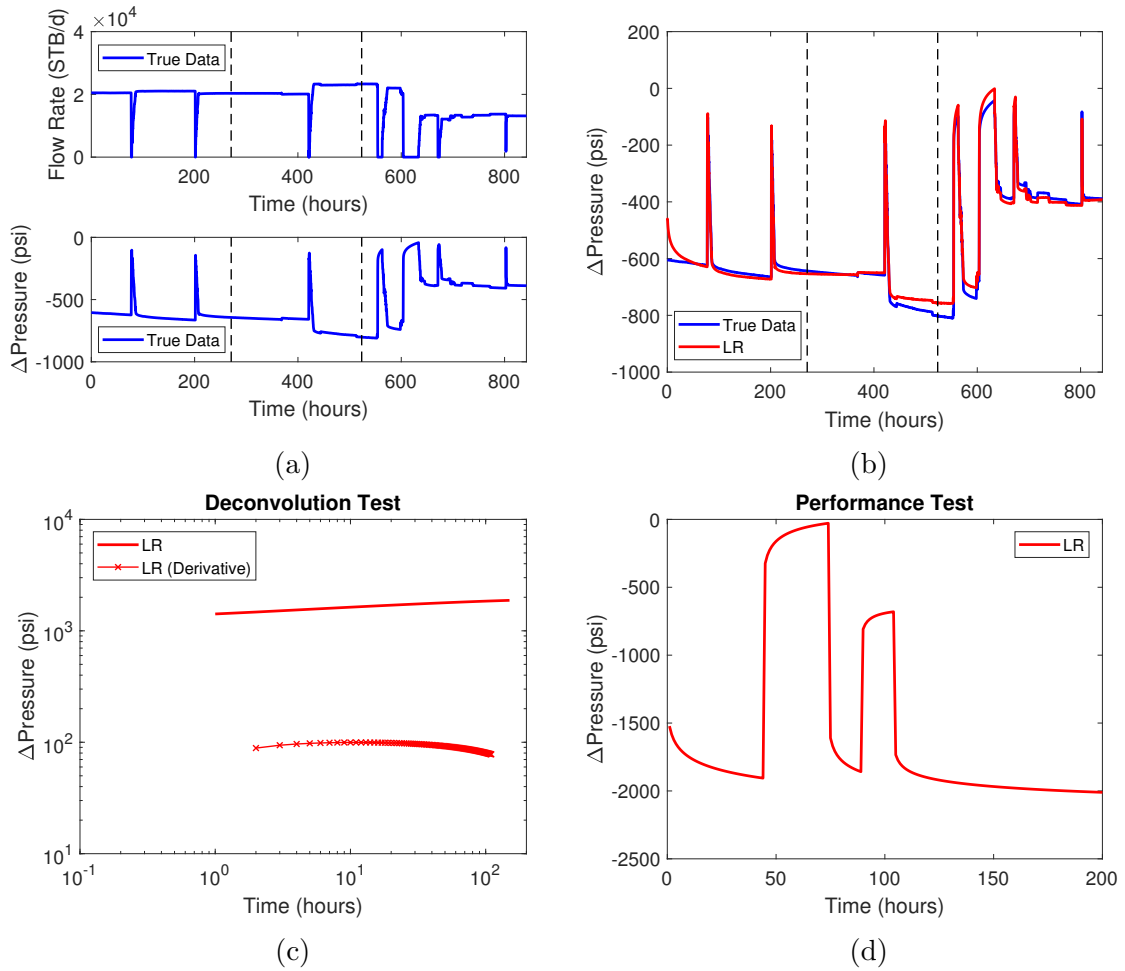 ×10⁴
Flow Rate (STB/d)
4
2
0
True Data
200 400 600 800
Time (hours)
ΔPressure (psi)
0
-500
-1000
True Data
0 200 400 600 800
Time (hours)
(a)
ΔPressure (psi)
200
0
-200
-400
-600
-800
-1000
True Data
LR
0 200 400 600 800
Time (hours)
(b)
Deconvolution Test
ΔPressure (psi)
10⁴
10³
10²
10¹
LR
LR (Derivative)
10⁻¹ 10⁰ 10¹ 10²
Time (hours)
(c)
Performance Test
ΔPressure (psi)
0
-500
-1000
-1500
-2000
-2500
LR
0 50 100 150 200
Time (hours)
(d)